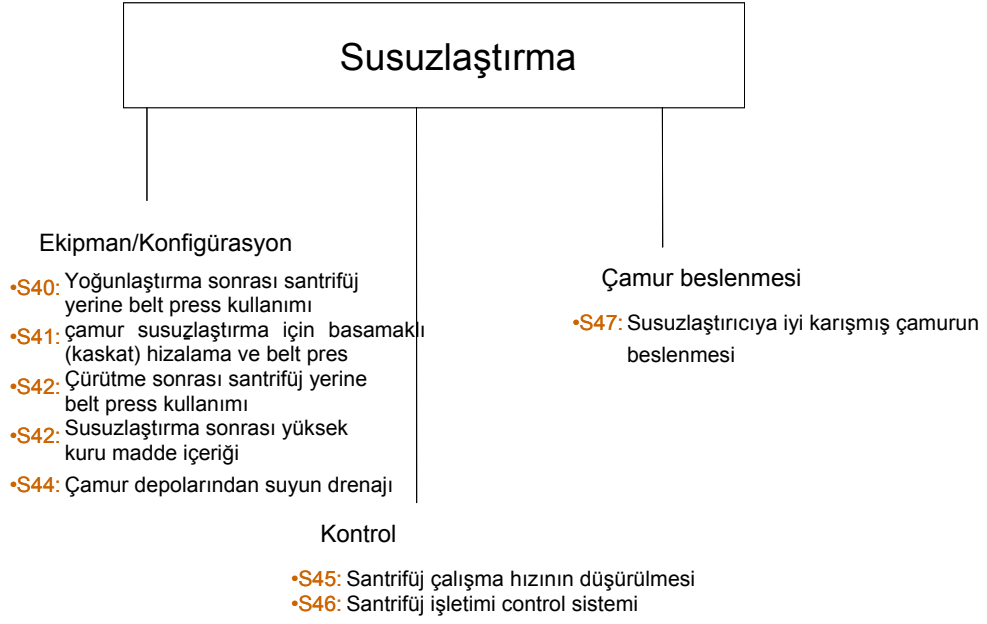 Susuzlaştırma
Ekipman/Konfigürasyon
•S40: Yoğunlaştırma sonrası santrifüj
yerine belt press kullanımı
•S41: çamur susuzlaştırma için basamaklı
(kaskat) hizalama ve belt pres
•S42: Çürütme sonrası santrifüj yerine
belt press kullanımı
•S42: Susuzlaştırma sonrası yüksek
kuru madde içeriği
•S44: Çamur depolarından suyun drenajı
Kontrol
•S45: Santrifüj çalışma hızının düşürülmesi
•S46: Santrifüj işletimi control sistemi
Çamur beslenmesi
•S47: Susuzlaştırıcıya iyi karışmış çamurun
beslenmesi